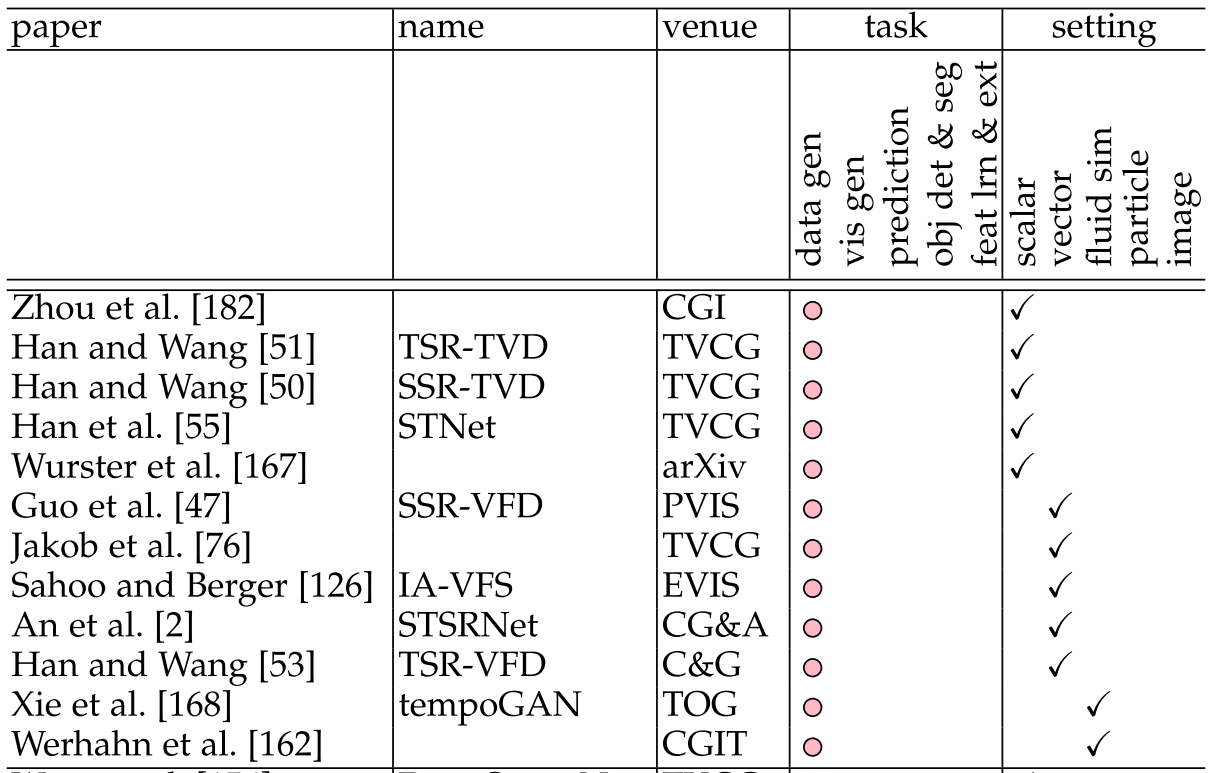 paper name venue task setting
data gen
vis gen
prediction
obj det & seg
feat lrn & ext
scalar
vector
fluid sim
particle
image
Zhou et al. [182] CGI ✓
Han and Wang [51] TSR-TVD TVCG ✓
Han and Wang [50] SSR-TVD TVCG ✓
Han et al. [55] STNet TVCG ✓
Wurster et al. [167] arXiv ✓
Guo et al. [47] SSR-VFD PVIS ✓
Jakob et al. [76] TVCG ✓
Sahoo and Berger [126] IA-VFS EVIS ✓
An et al. [2] STSRNet CG&A ✓
Han and Wang [53] TSR-VFD C&G ✓
Xie et al. [168] tempoGAN TOG ✓
Werhahn et al. [162] CGIT ✓